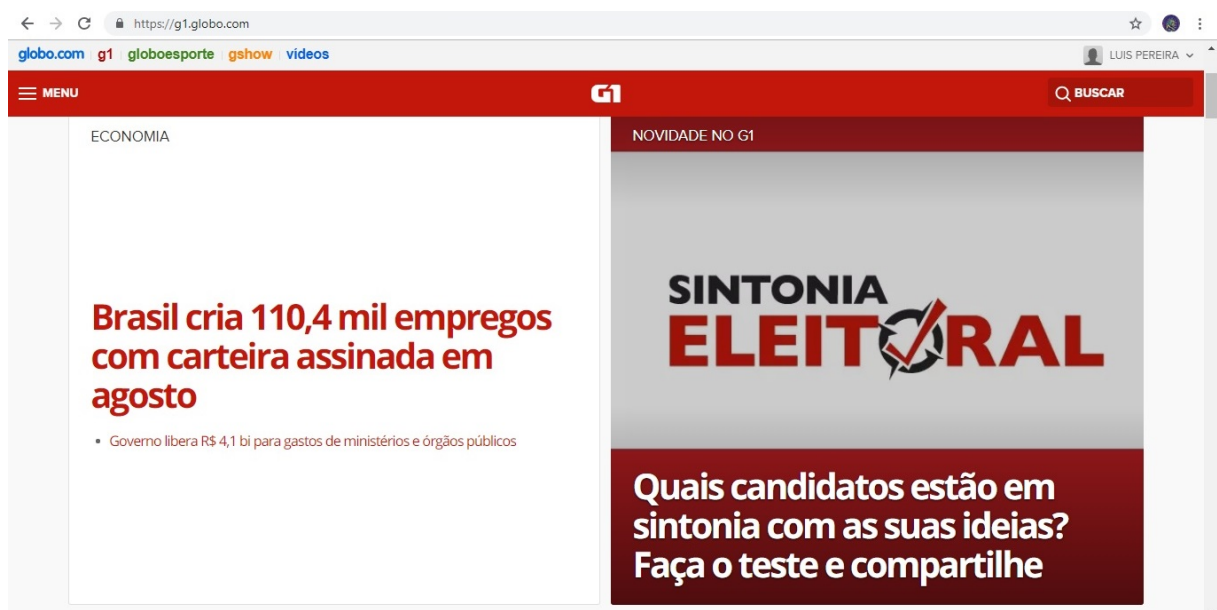 https://g1.globo.com
globo.com g1 globoesporte gshow vídeos LUIS PEREIRA
MENU G1 BUSCAR
ECONOMIA
Brasil cria 110,4 mil empregos
com carteira assinada em
agosto
Governo libera R$ 4,1 bi para gastos de ministérios e órgãos públicos
NOVIDADE NO G1
SINTONIA
ELEITORAL
Quais candidatos estão em
sintonia com as suas ideias?
Faça o teste e compartilhe